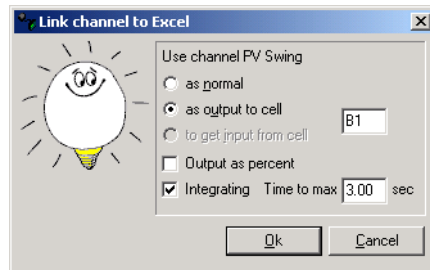 Link channel to Excel
Use channel PV Swing
as normal
as output to cell
B1
to get input from cell
Output as percent
Integrating Time to max 3.00 sec
Ok Cancel